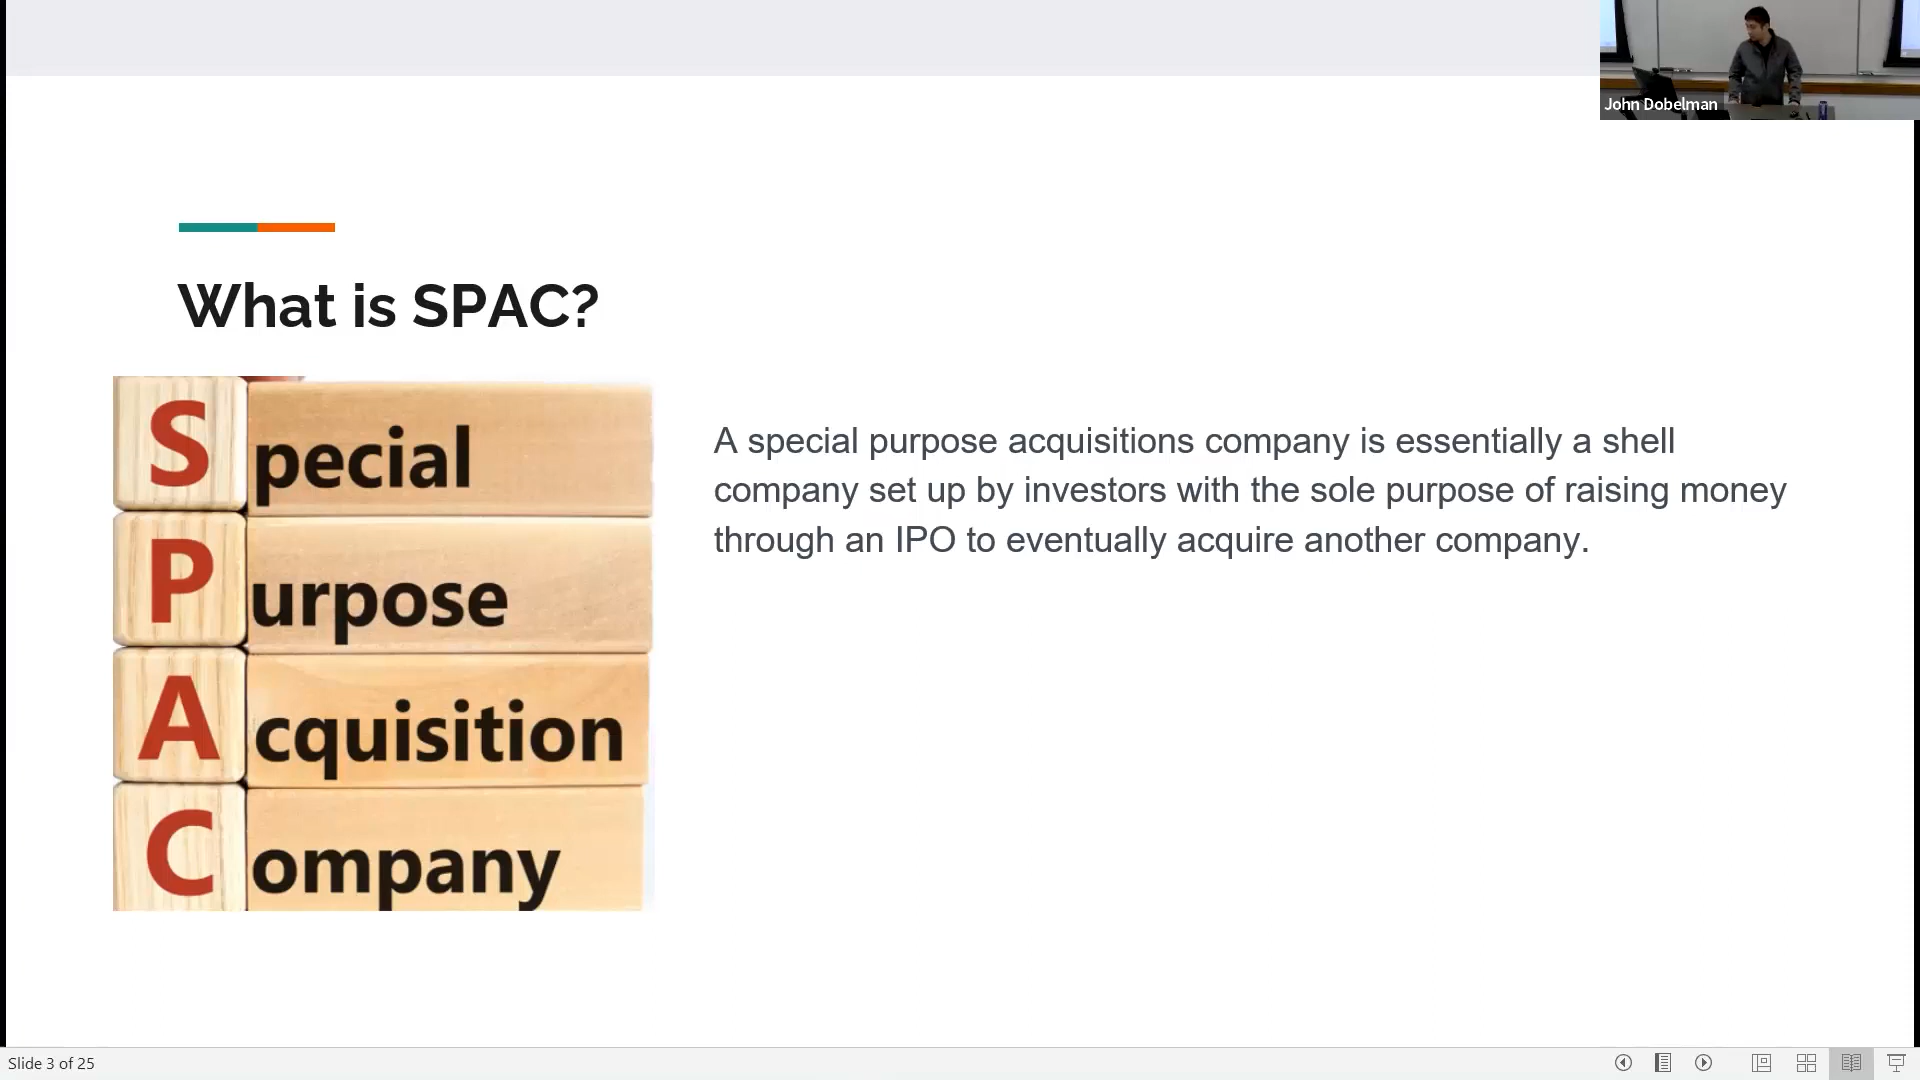 John Dobelman
What is SPAC?
Special
Purpose
Acquisition
Company
A special purpose acquisitions company is essentially a shell
company set up by investors with the sole purpose of raising money
through an IPO to eventually acquire another company.
Slide 3 of 25